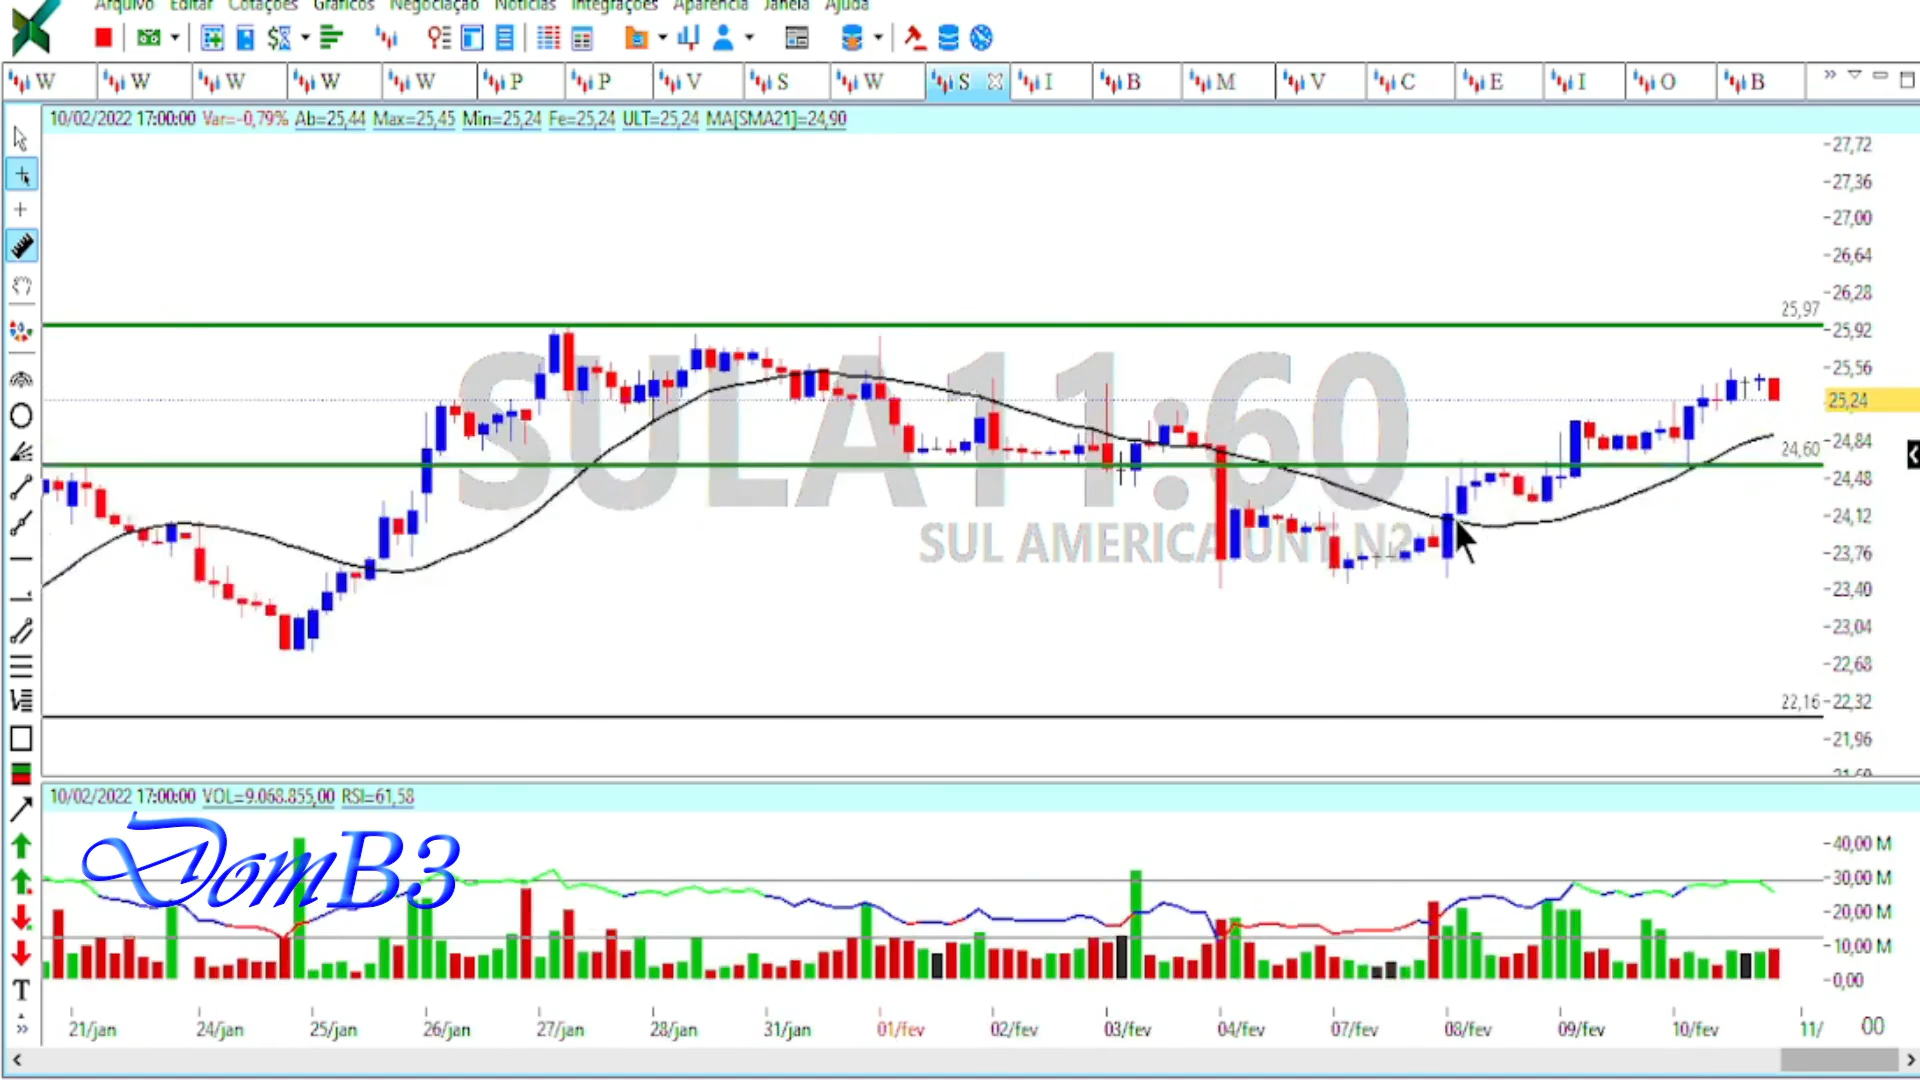 Arquivo Editar Cotações Gráficos Negociação Notícias Integrações Aparência Janela Ajuda
W W W W W P P V S W S I B M V C E I O B
10/02/2022 17:00:00 Var=-0,79% Ab=25,44 Max=25,45 Min=25,24 Fe=25,24 ULT=25,24 MA[SMA21]=24,90
27,72
27,36
27,00
26,64
26,28
25,97
25,92
25,56
25,24
24,84
24,60
24,48
24,12
23,76
23,40
23,04
22,68
22,16
22,32
21,96
21,60
SULA11:60
SUL AMERICA UNT N2
10/02/2022 17:00:00 VOL=9.068.855,00 RSI=61,58
DomB3
40,00 M
30,00 M
20,00 M
10,00 M
0,00
T
21/jan 24/jan 25/jan 26/jan 27/jan 28/jan 31/jan 01/fev 02/fev 03/fev 04/fev 07/fev 08/fev 09/fev 10/fev 11/ 00